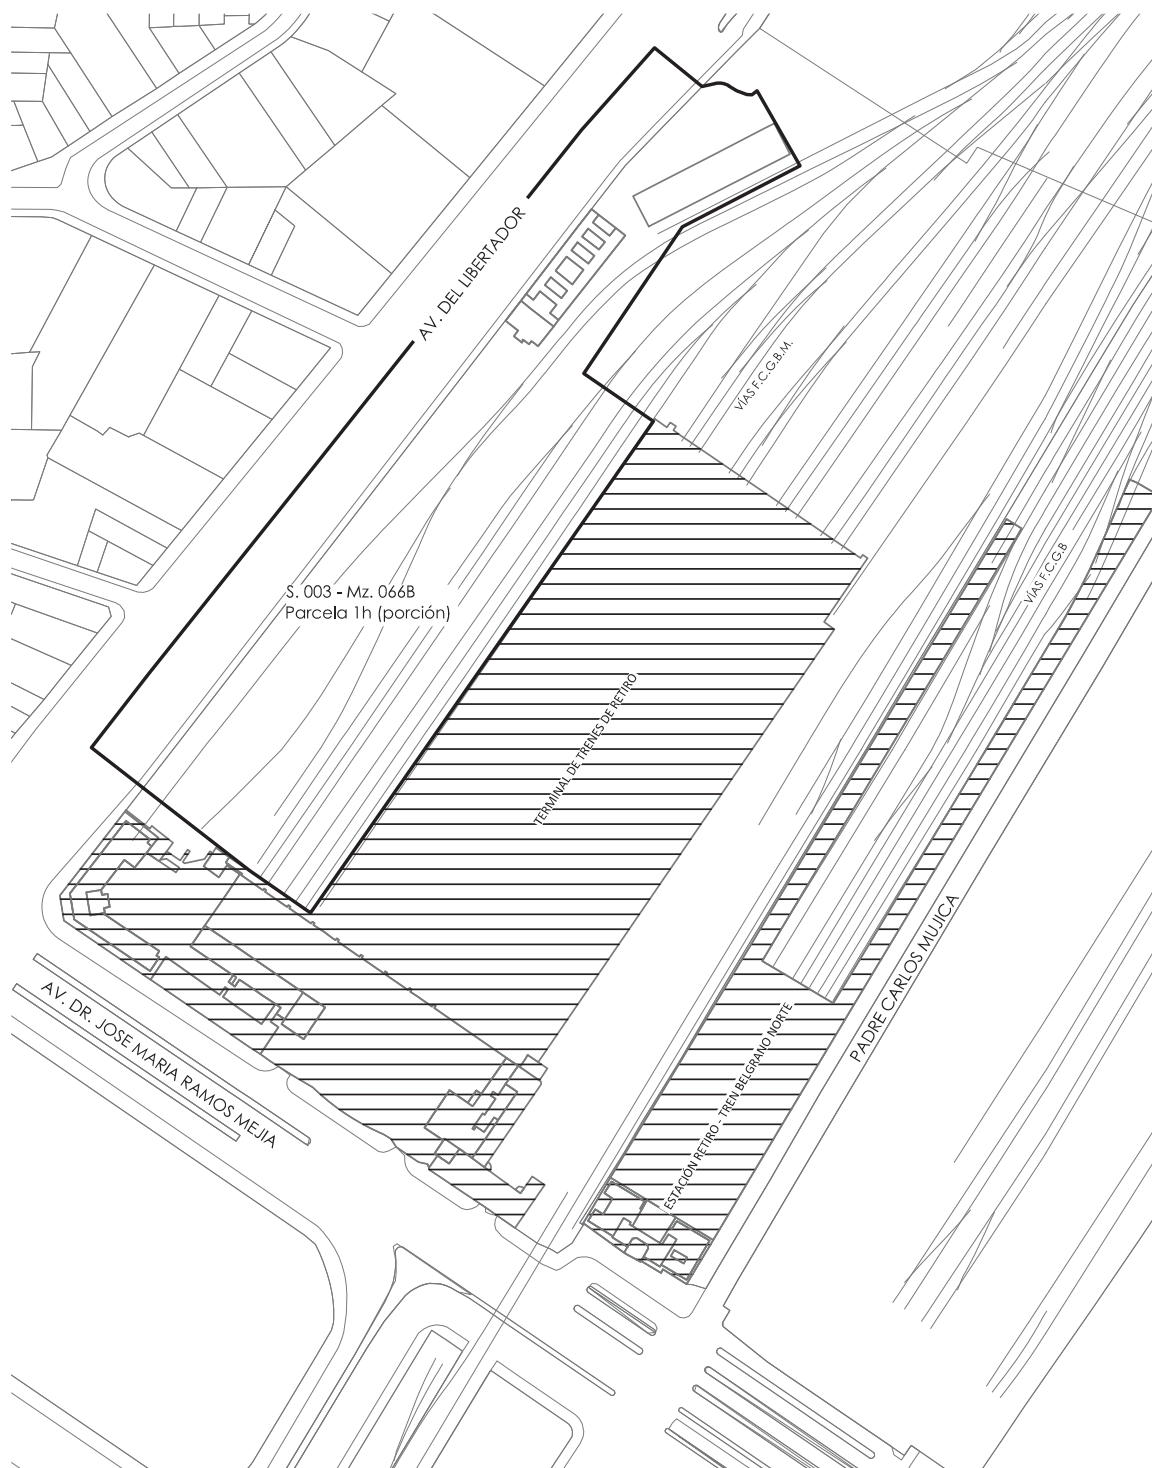 AV. DEL LIBERTADOR
VÍAS F.C.G.B.M.
VÍAS F.C.G.B
S. 003 - Mz. 066B
Parcela 1h (porción)
TERMINAL DE TRENES DE RETIRO
PADRE CARLOS MUJICA
AV. DR. JOSE MARIA RAMOS MEJIA
ESTACIÓN RETIRO - TREN BELGRANO NORTE